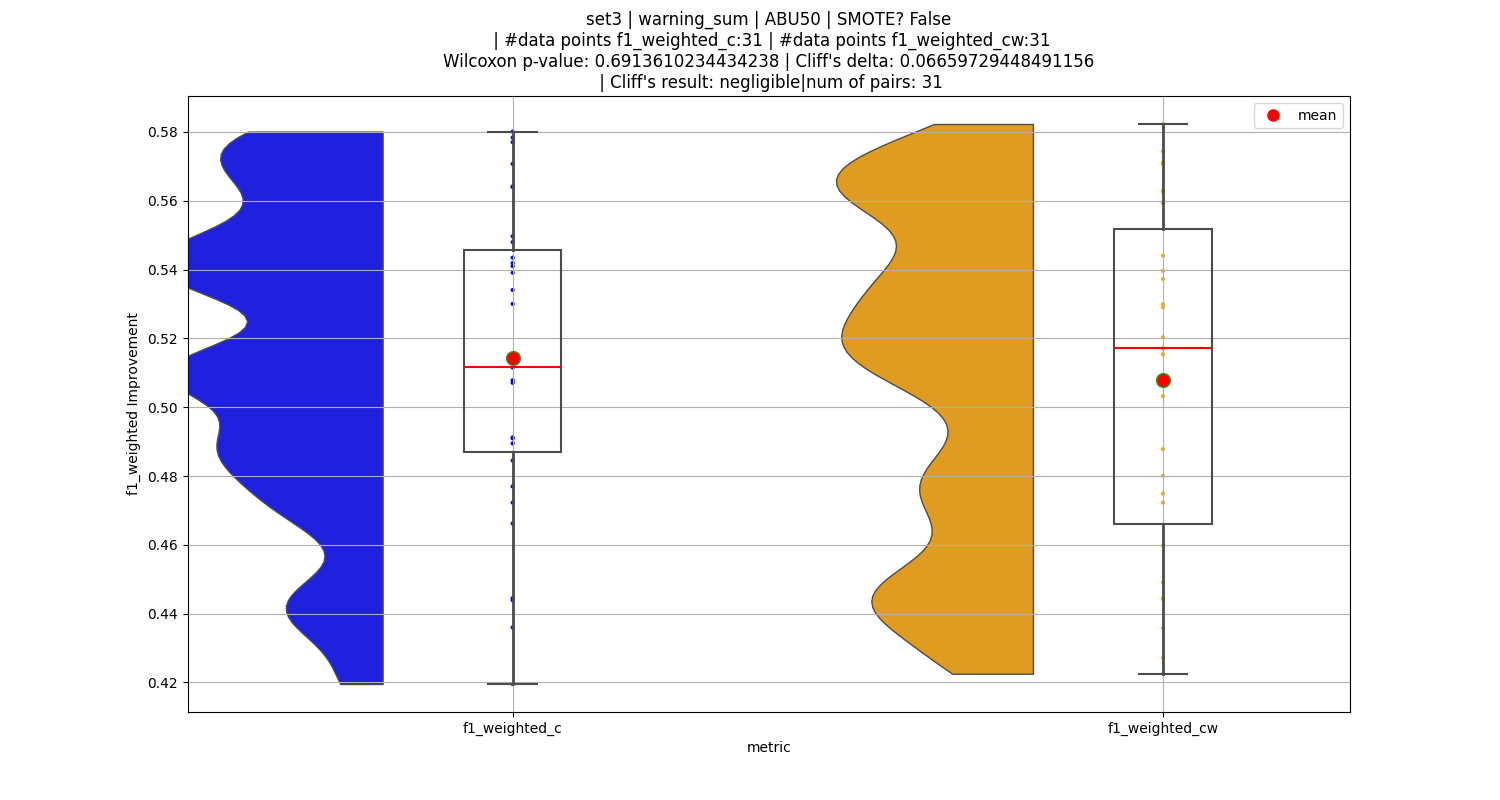 set3 | warning_sum | ABU50 | SMOTE? False
| #data points f1_weighted_c:31 | #data points f1_weighted_cw:31
Wilcoxon p-value: 0.6913610234434238 | Cliff's delta: 0.06659729448491156
| Cliff's result: negligible|num of pairs: 31
mean
0.58
0.56
0.54
0.52
0.50
0.48
0.46
0.44
0.42
f1_weighted Improvement
f1_weighted_c
f1_weighted_cw
metric